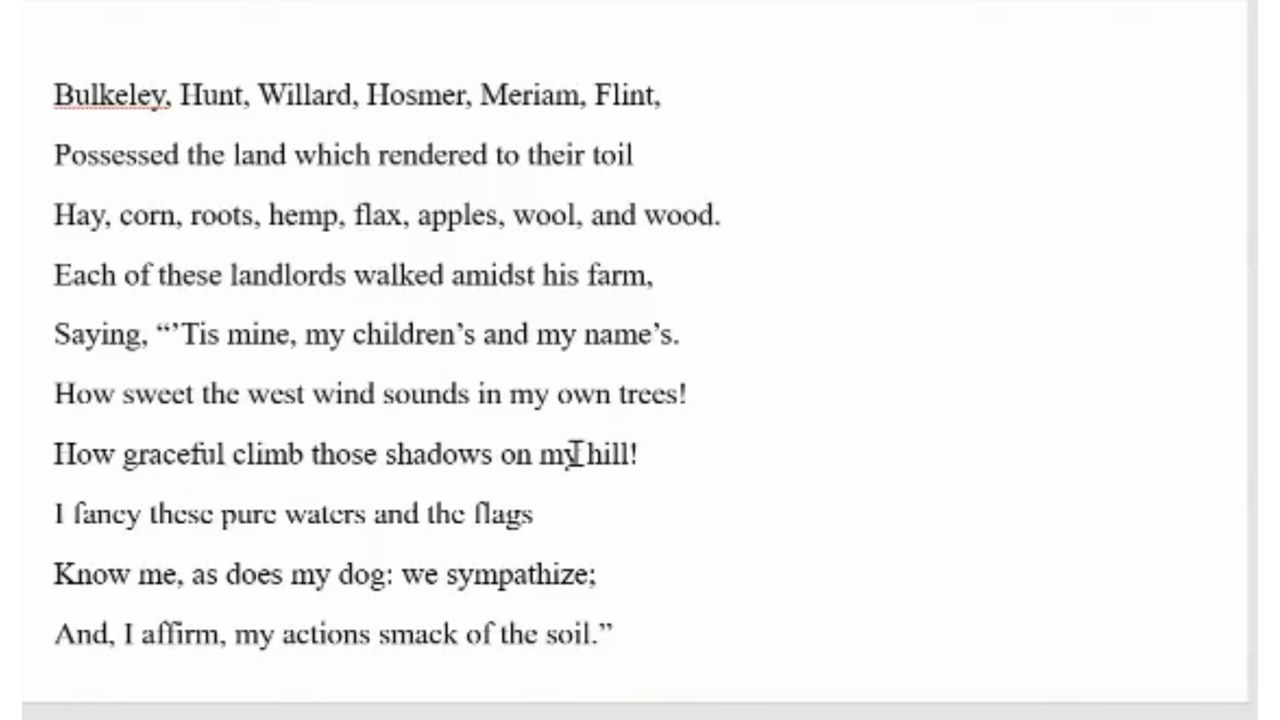 Bulkeley, Hunt, Willard, Hosmer, Meriam, Flint,
Possessed the land which rendered to their toil
Hay, corn, roots, hemp, flax, apples, wool, and wood.
Each of these landlords walked amidst his farm,
Saying, “’Tis mine, my children’s and my name’s.
How sweet the west wind sounds in my own trees!
How graceful climb those shadows on my hill!
I fancy these pure waters and the flags
Know me, as does my dog: we sympathize;
And, I affirm, my actions smack of the soil.”